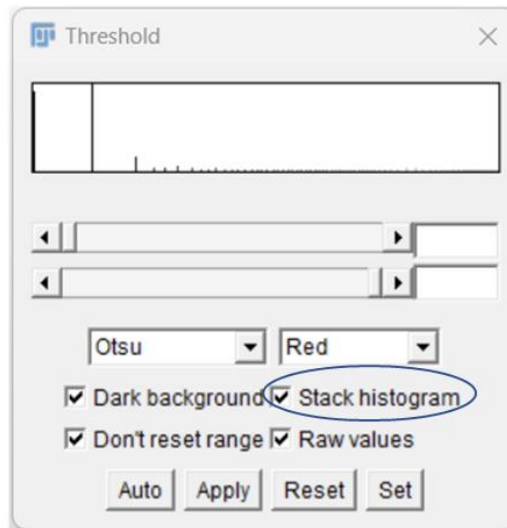 Threshold
Otsu Red
Dark background Stack histogram
Don't reset range Raw values
Auto Apply Reset Set